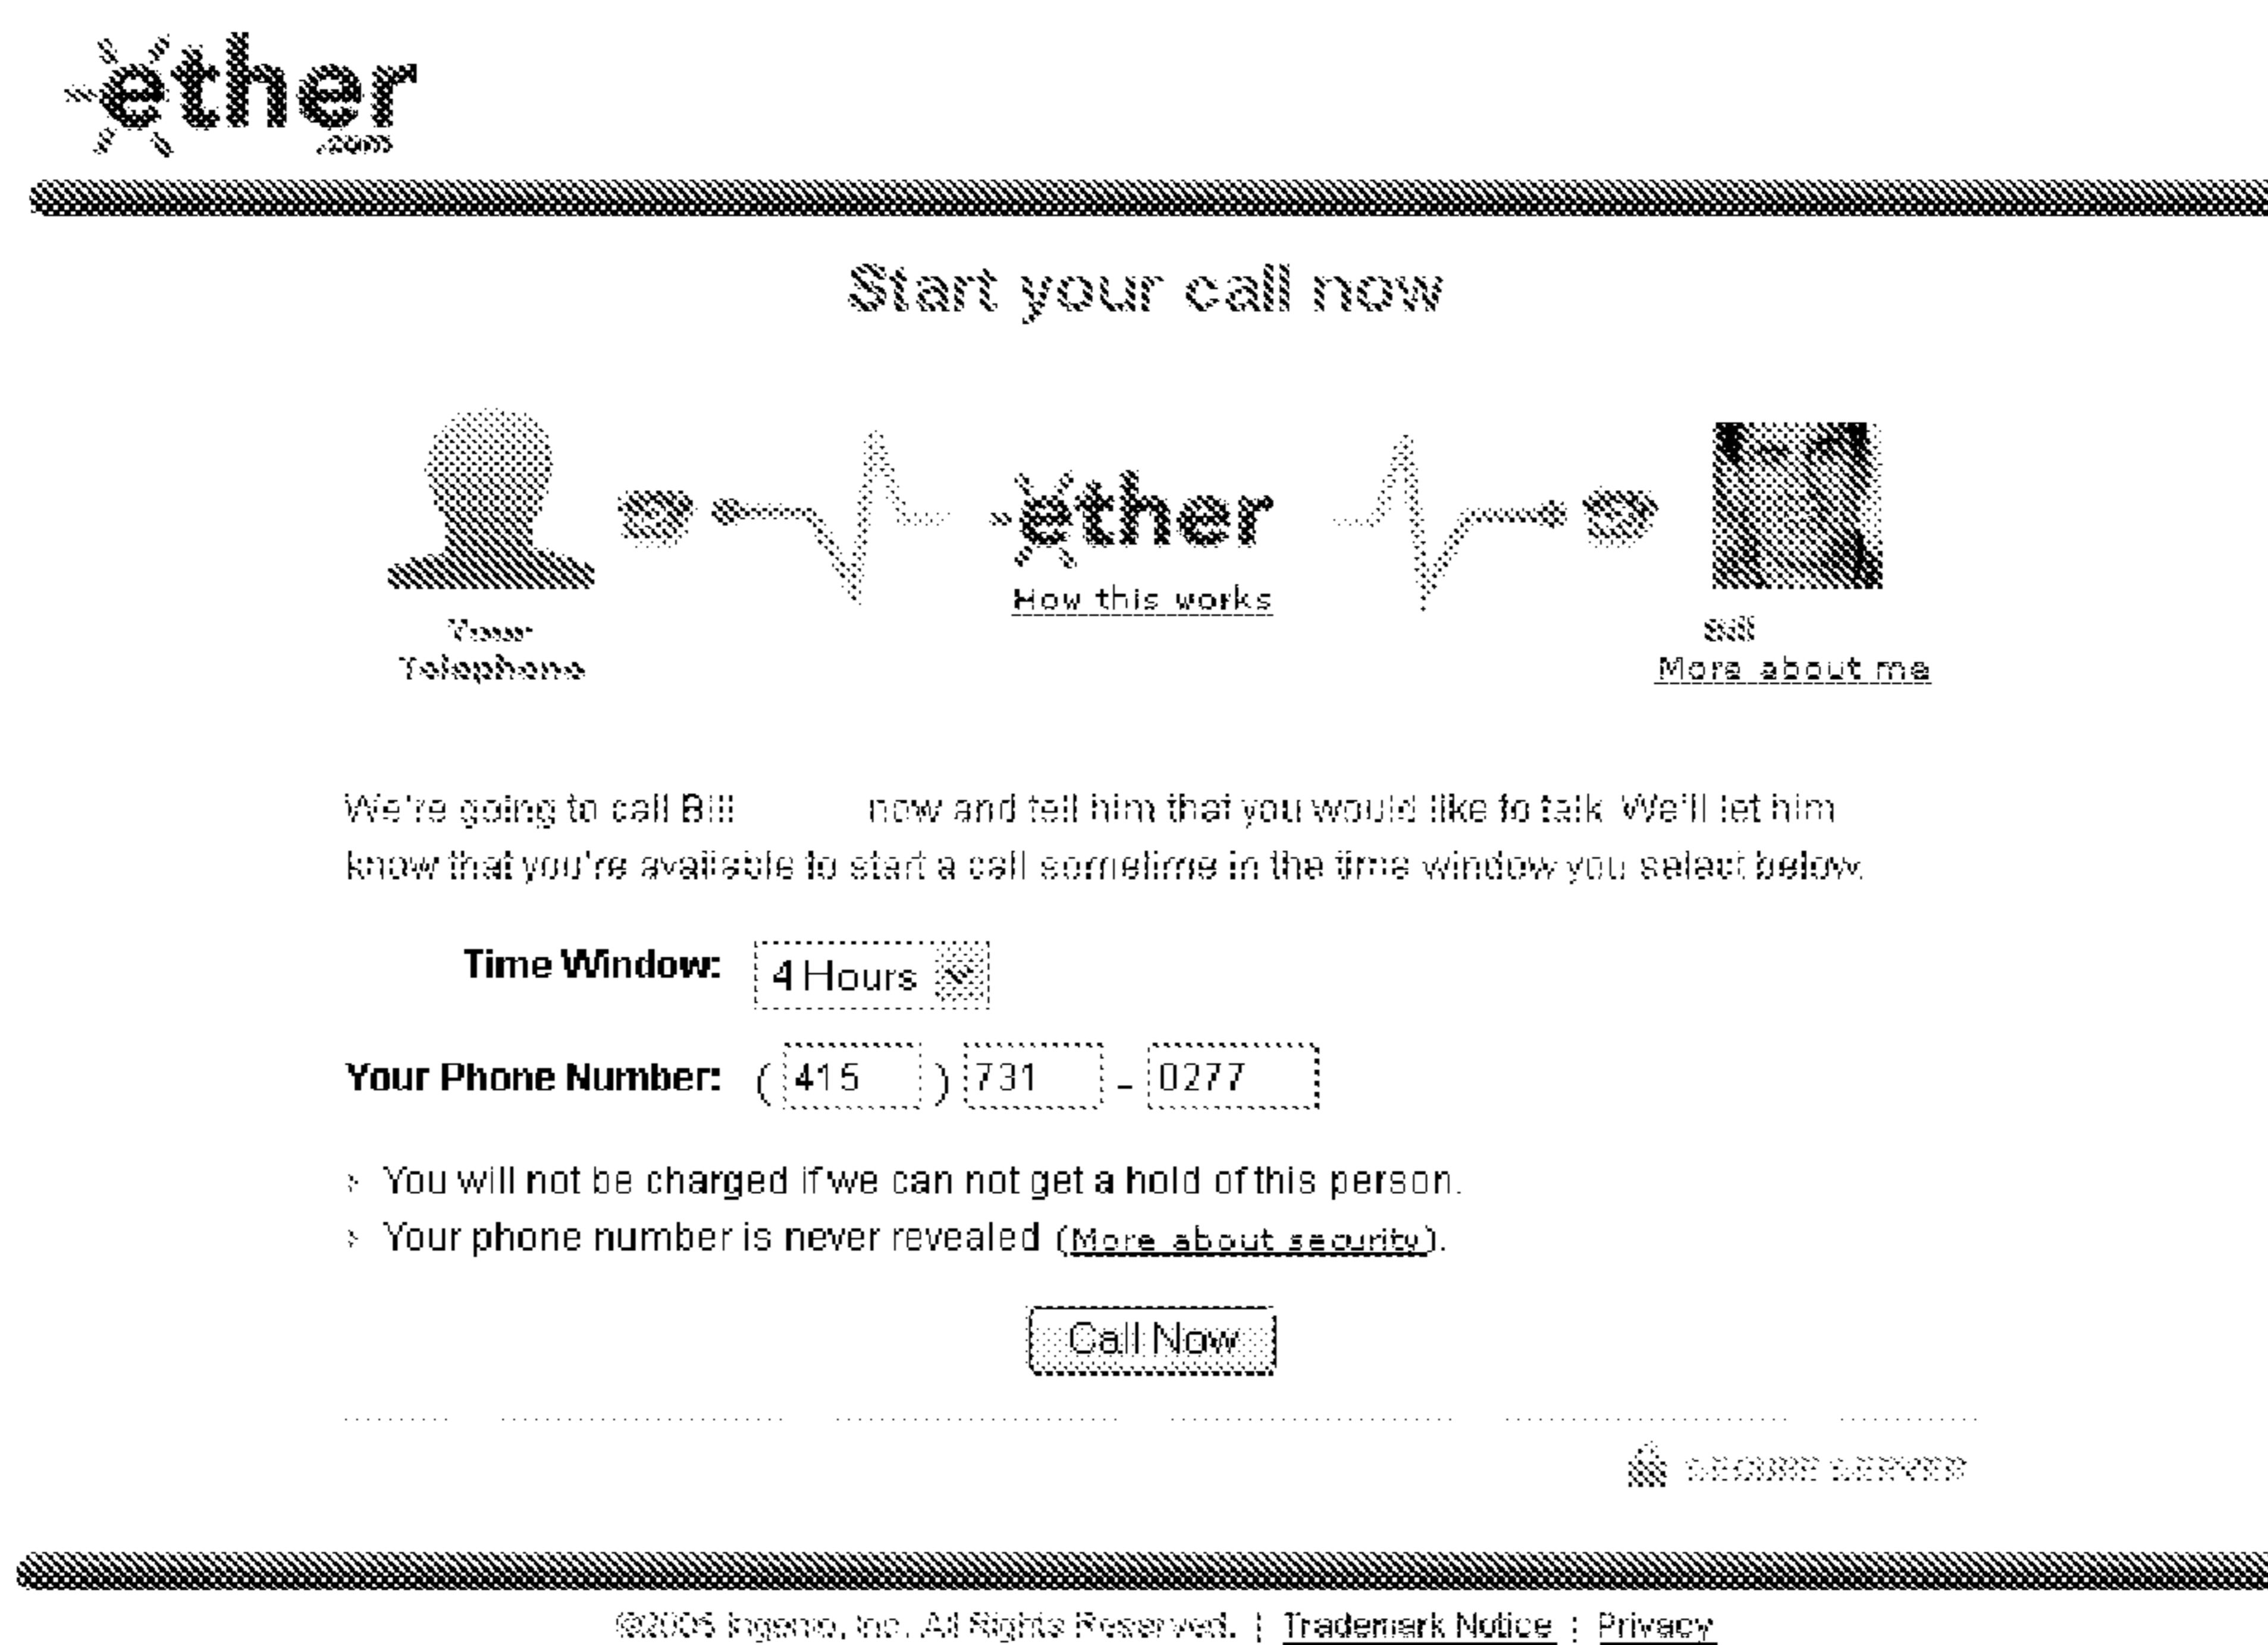 ether
.com
Start your call now
ether
How this works
Your
Telephone
Bill
More about me
We're going to call Bill now and tell him that you would like to talk. We'll let him
know that you're available to start a call sometime in the time window you select below.
Time Window: 4 Hours
Your Phone Number: ( 415 ) 731 - 0277
› You will not be charged if we can not get a hold of this person.
› Your phone number is never revealed (More about security).
Call Now
SECURE SERVER
Ingenio, Inc. All Rights Reserved. | Trademark Notice | Privacy